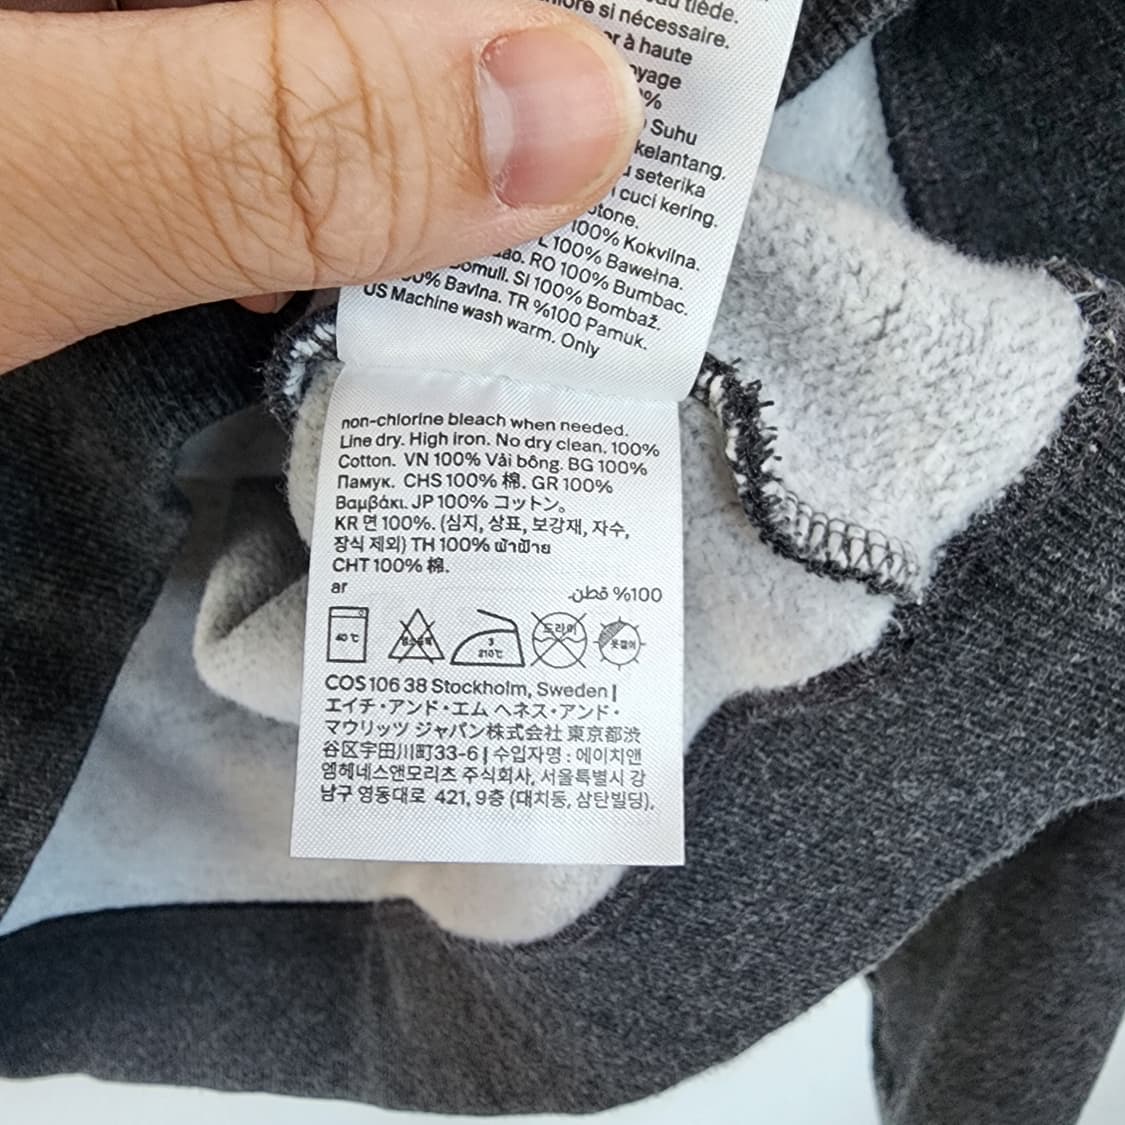 tiède.
si nécessaire.
à haute
%
Suhu
kelantang.
seterika
cuci kering.
100% Kokvilna.
L 100% Bawełna.
RO 100% Bumbac.
SI 100% Bombaž.
% Bavlna. TR %100 Pamuk.
US Machine wash warm. Only
non-chlorine bleach when needed.
Line dry. High iron. No dry clean. 100%
Cotton. VN 100% Vải bông. BG 100%
Памук. CHS 100% 棉. GR 100%
Βαμβάκι. JP 100% コットン。
KR 면 100%. (심지, 상표, 보강재, 자수,
장식 제외) TH 100% ผ้าฝ้าย
CHT 100% 棉.
ar
%100 قطن.
40 ℃
3
210℃
드라이
COS 106 38 Stockholm, Sweden |
エイチ・アンド・エム ヘネス・アンド・
マウリッツ ジャパン株式会社 東京都渋
谷区宇田川町33-6 | 수입자명 : 에이치앤
엠헤네스앤모리츠 주식회사, 서울특별시 강
남구 영동대로 421, 9층 (대치동, 삼탄빌딩),